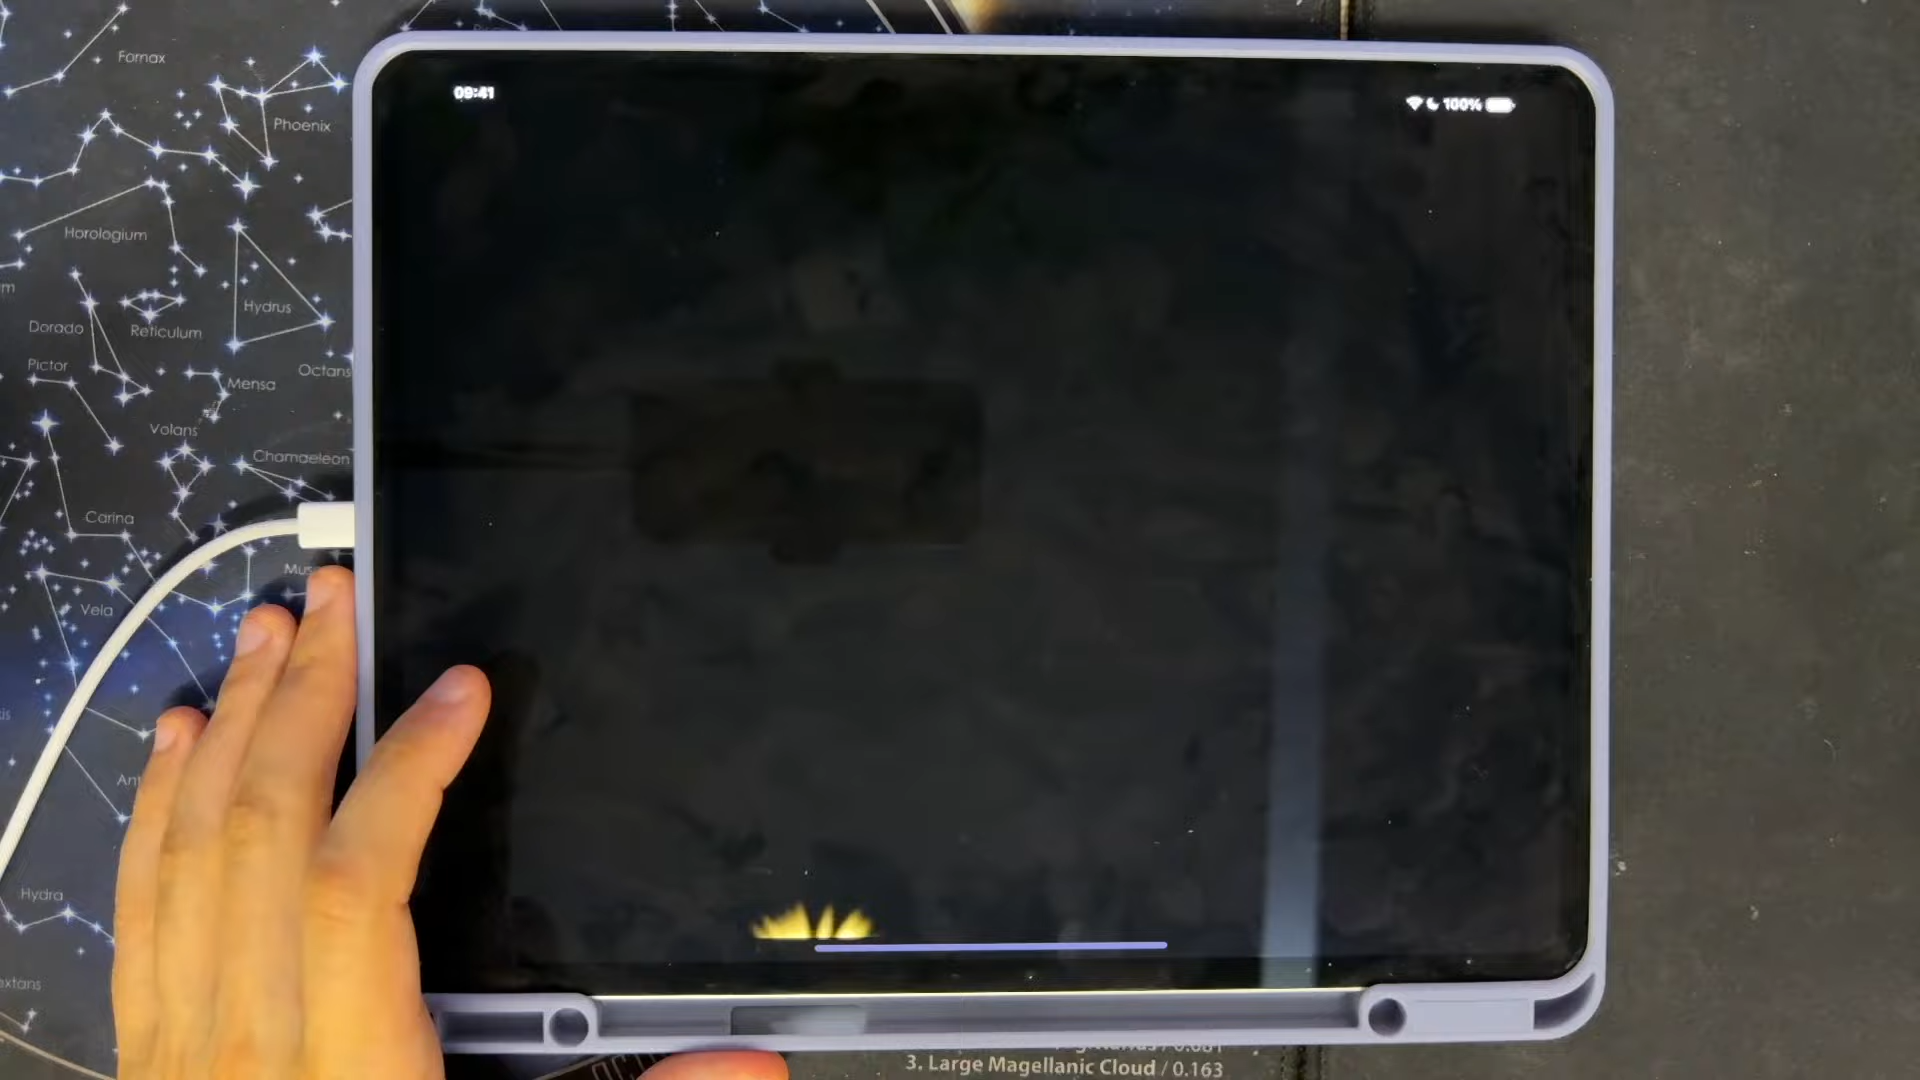 Fornax
Phoenix
Horologium
Hydrus
Dorado
Reticulum
Pictor
Mensa
Octans
Volans
Chamaeleon
Carina
Vela
Hydra
09:41
100%
3. Large Magellanic Cloud / 0.163